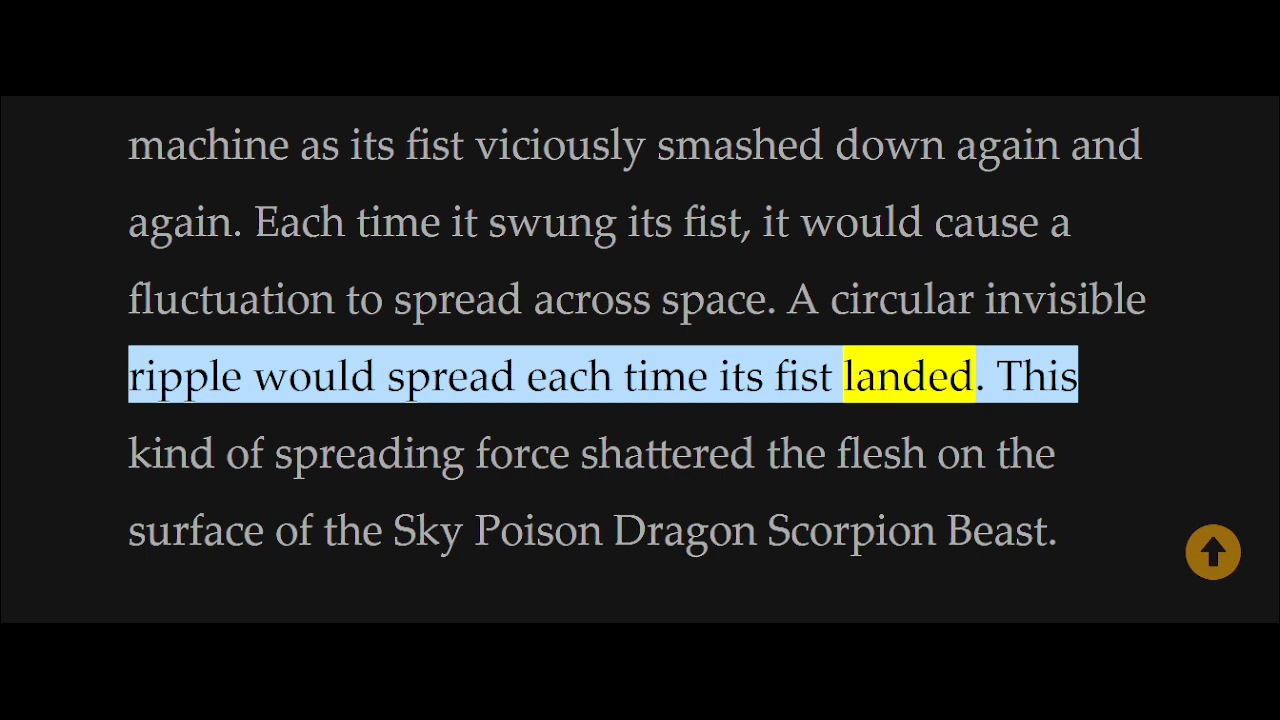 machine as its fist viciously smashed down again and
again. Each time it swung its fist, it would cause a
fluctuation to spread across space. A circular invisible
ripple would spread each time its fist landed. This
kind of spreading force shattered the flesh on the
surface of the Sky Poison Dragon Scorpion Beast.